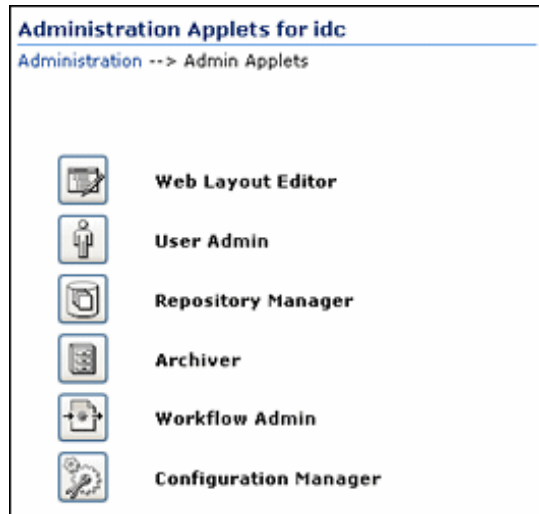 Administration Applets for idc
Administration --> Admin Applets
Web Layout Editor
User Admin
Repository Manager
Archiver
Workflow Admin
Configuration Manager